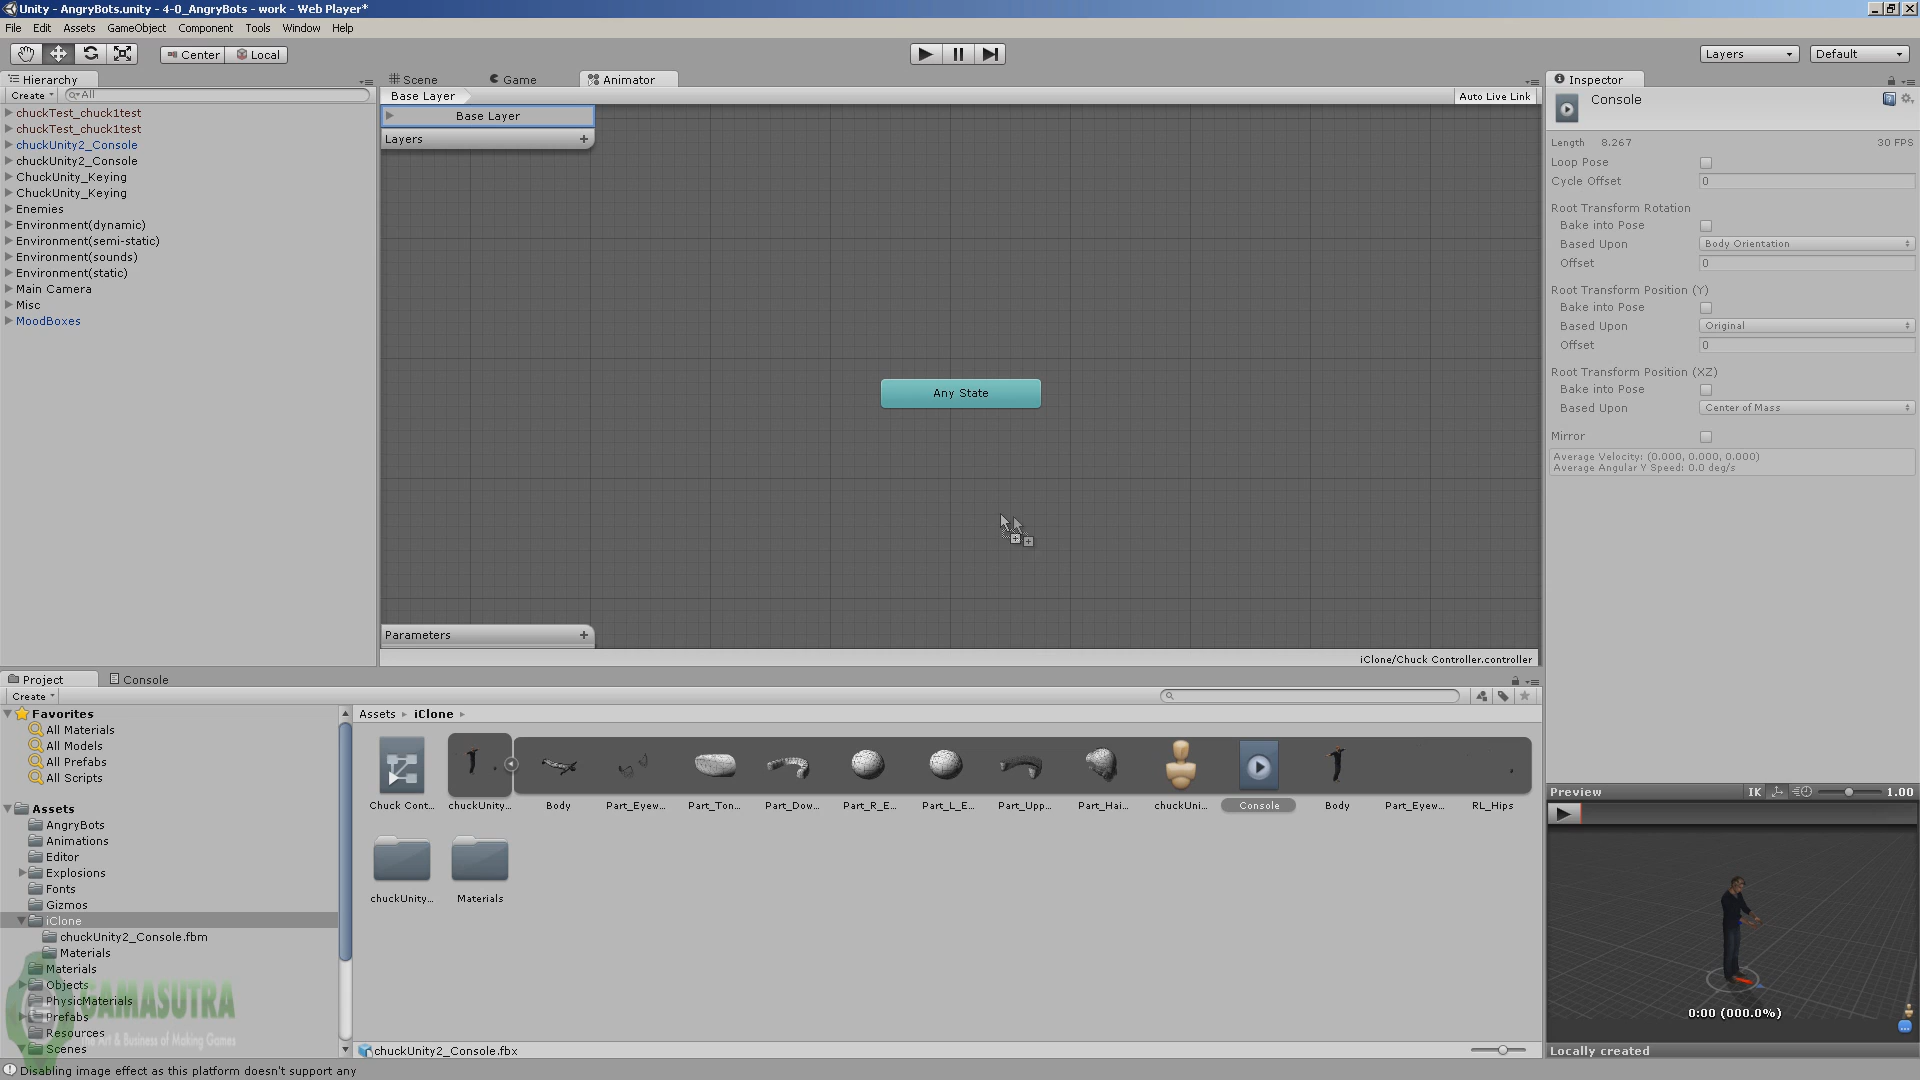 Unity - AngryBots.unity - 4-0_AngryBots - work - Web Player*
File Edit Assets GameObject Component Tools Window Help
Center Local
Layers Default
Hierarchy
Create All
chuckTest_chuck1test
chuckTest_chuck1test
chuckUnity2_Console
chuckUnity2_Console
ChuckUnity_Keying
ChuckUnity_Keying
Enemies
Environment(dynamic)
Environment(semi-static)
Environment(sounds)
Environment(static)
Main Camera
Misc
MoodBoxes
Scene Game Animator
Base Layer Auto Live Link
Base Layer
Layers
Any State
Parameters
iClone/Chuck Controller.controller
Inspector
Console
Length 8.267 30 FPS
Loop Pose
Cycle Offset 0
Root Transform Rotation
Bake into Pose
Based Upon Body Orientation
Offset 0
Root Transform Position (Y)
Bake into Pose
Based Upon Original
Offset 0
Root Transform Position (XZ)
Bake into Pose
Based Upon Center of Mass
Mirror
Average Velocity: (0.000, 0.000, 0.000)
Average Angular Y Speed: 0.0 deg/s
Project Console
Create
Favorites
All Materials
All Models
All Prefabs
All Scripts
Assets
AngryBots
Animations
Editor
Explosions
Fonts
Gizmos
iClone
chuckUnity2_Console.fbm
Materials
Materials
Objects
PhysicMaterials
Prefabs
Resources
Scenes
GAMASUTRA
The Art & Business of Making Games
Assets iClone
Chuck Cont... chuckUnity... Body Part_Eyew... Part_Ton... Part_Dow... Part_R_E... Part_L_E... Part_Upp... Part_Hai... chuckUni... Console Body Part_Eyew... RL_Hips
chuckUnity... Materials
chuckUnity2_Console.fbx
Preview IK 1.00
0:00 (000.0%)
Locally created
Disabling image effect as this platform doesn't support any